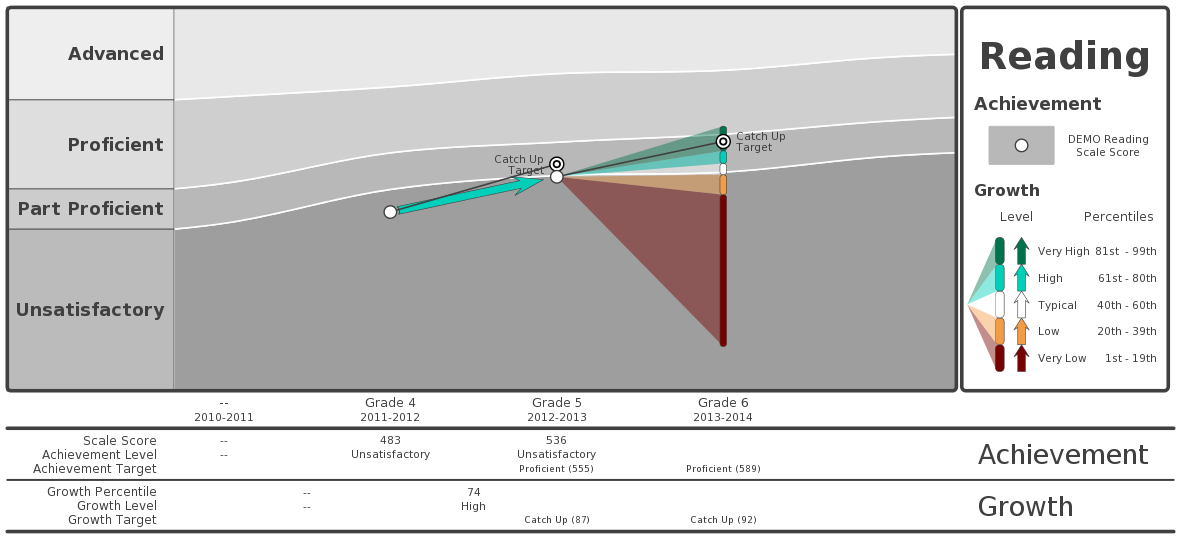 Advanced
Proficient
Part Proficient
Unsatisfactory
Catch Up
Target
Catch Up
Target
Reading
Achievement
DEMO Reading
Scale Score
Growth
Level Percentiles
Very High 81st - 99th
High 61st - 80th
Typical 40th - 60th
Low 20th - 39th
Very Low 1st - 19th
-- Grade 4 Grade 5 Grade 6
2010-2011 2011-2012 2012-2013 2013-2014
Scale Score -- 483 536
Achievement Level -- Unsatisfactory Unsatisfactory
Achievement Target Proficient (555) Proficient (589)
Achievement
Growth Percentile -- 74
Growth Level -- High
Growth Target Catch Up (87) Catch Up (92)
Growth